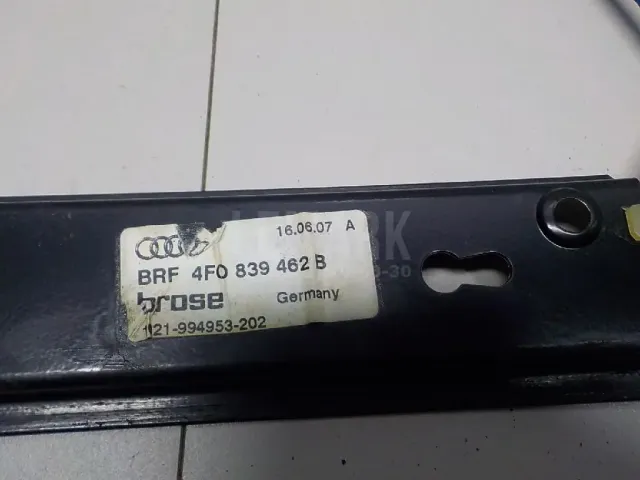 16.06.07 A
BRF 4F0 839 462 B
brose Germany
1121-994953-202